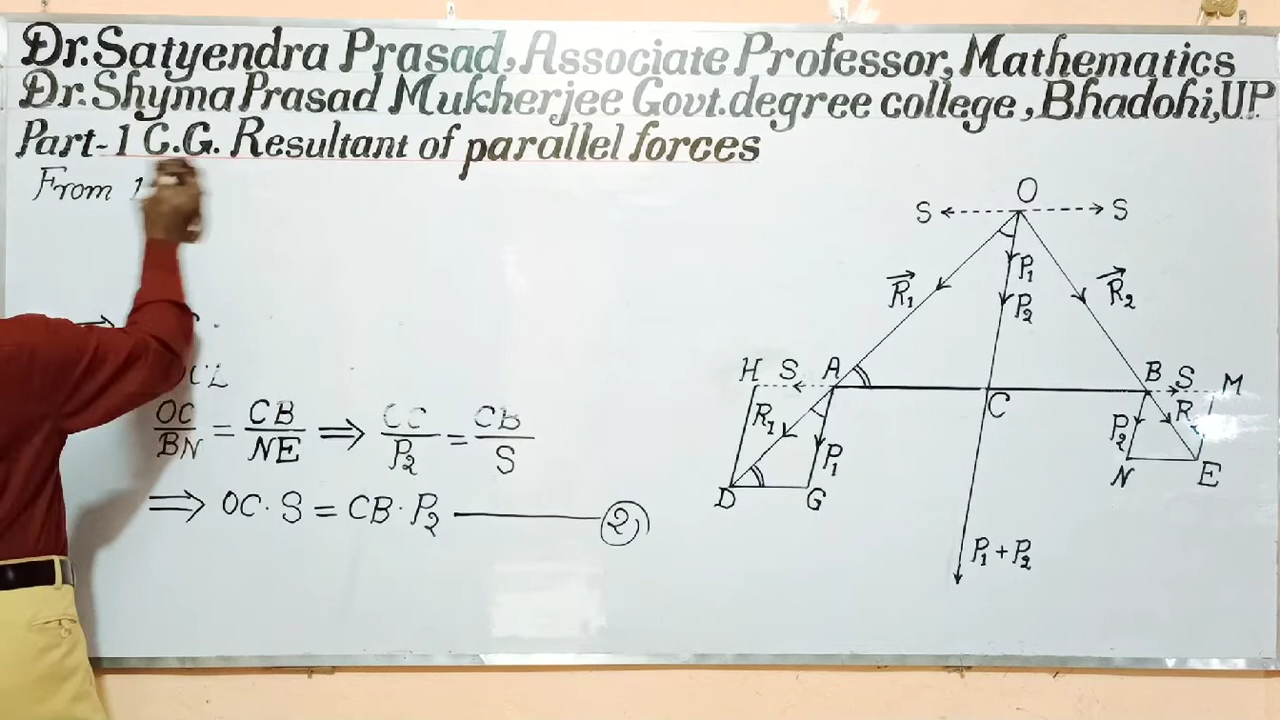 Dr. Satyendra Prasad, Associate Professor, Mathematics
Dr. Shyma Prasad Mukherjee Govt. degree college, Bhadohi, UP.
Part-1 C.G. Resultant of parallel forces
From 1
OC/BN = CB/NE ⇒ OC/P₂ = CB/S
⇒ OC · S = CB · P₂ ——— ②
O
S S
P₁
R₁ P₂ R₂
H S A B S M
C
R₁ P₁ P₂ R
D G N E
P₁ + P₂